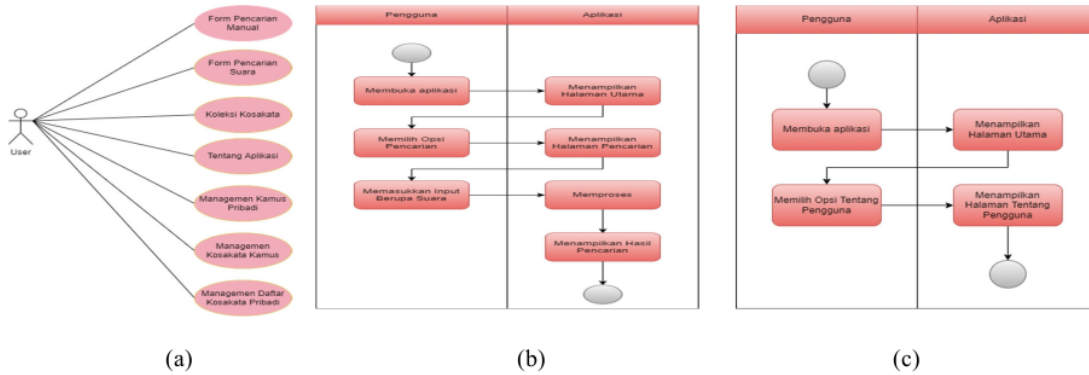 Form Pencarian
Manual
Form Pencarian
Suara
Koleksi Kosakata
Tentang Aplikasi
Managemen Kamus
Pribadi
Managemen
Kosakata Kamus
Managemen Daftar
Kosakata Pribadi
User
(a)
Pengguna
Aplikasi
Membuka aplikasi
Menampilkan
Halaman Utama
Memilih Opsi
Pencarian
Menampilkan
Halaman Pencarian
Memasukkan Input
Berupa Suara
Memproses
Menampilkan Hasil
Pencarian
(b)
Pengguna
Aplikasi
Membuka aplikasi
Menampilkan
Halaman Utama
Memilih Opsi Tentang
Pengguna
Menampilkan
Halaman Tentang
Pengguna
(c)